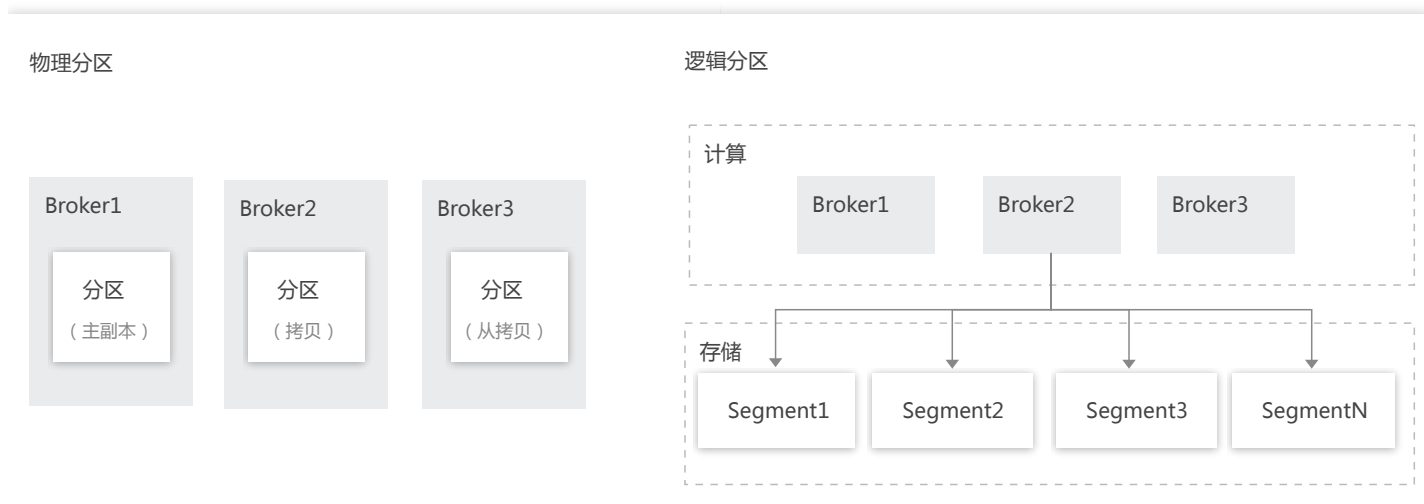 物理分区
Broker1
分区
（主副本）
Broker2
分区
（拷贝）
Broker3
分区
（从拷贝）
逻辑分区
计算
Broker1
Broker2
Broker3
存储
Segment1
Segment2
Segment3
SegmentN